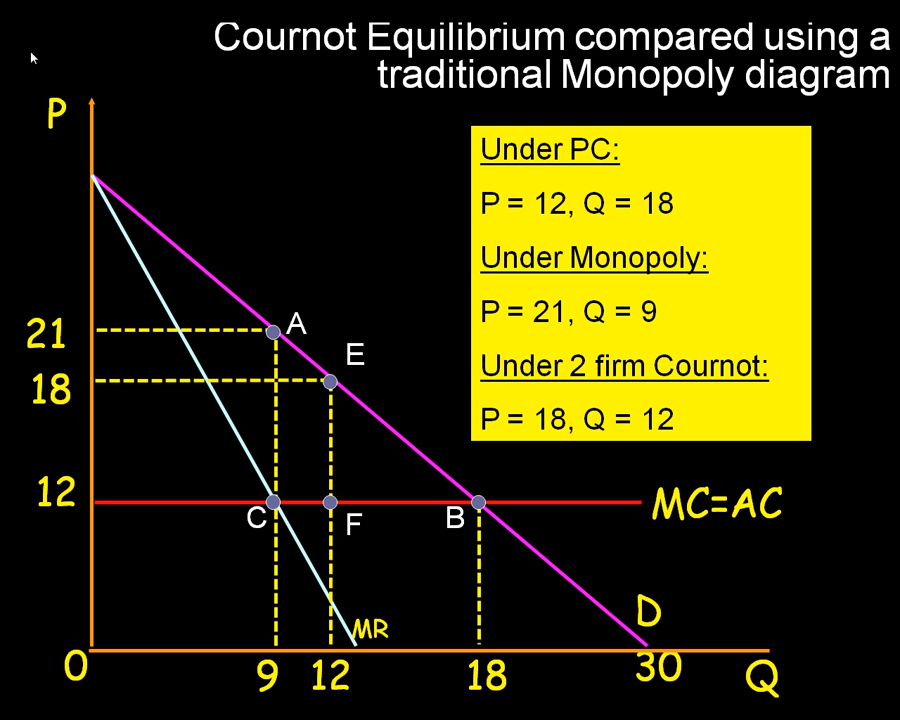 Cournot Equilibrium compared using a
traditional Monopoly diagram
P
Under PC:
P = 12, Q = 18
Under Monopoly:
P = 21, Q = 9
Under 2 firm Cournot:
P = 18, Q = 12
21
A
E
18
12
MC=AC
C
F
B
D
MR
0
9
12
18
30
Q